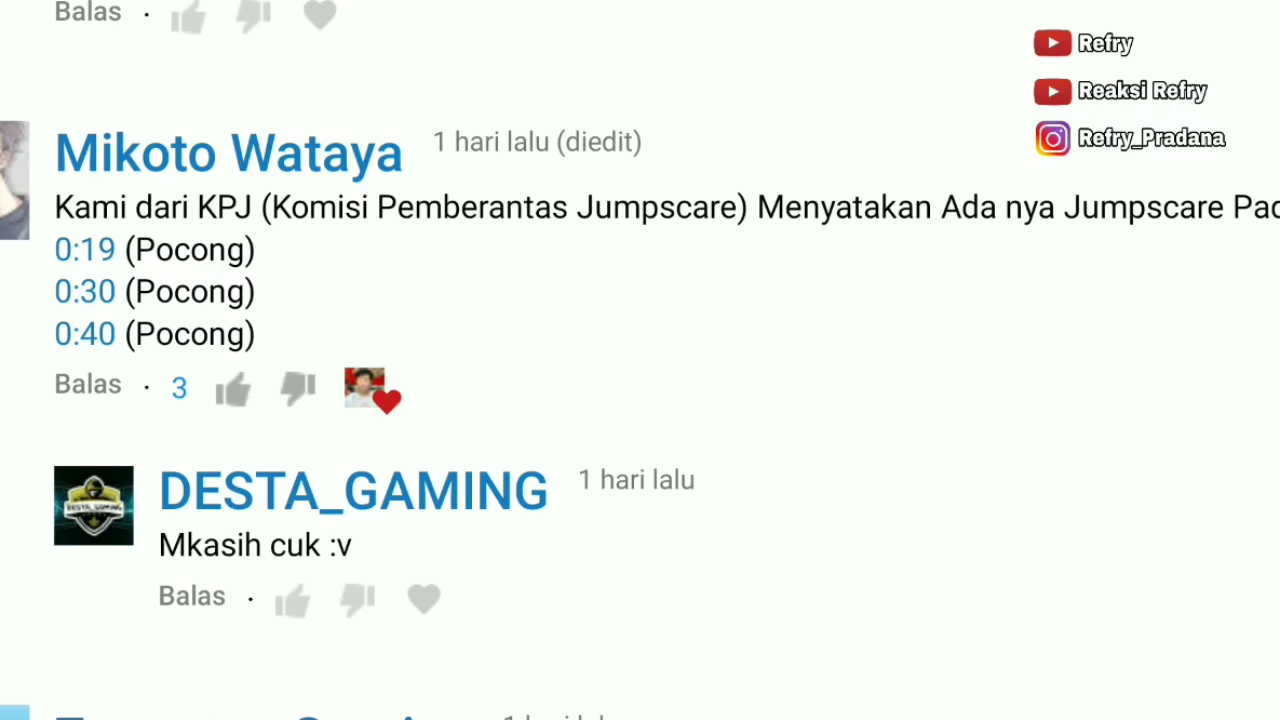 Balas ·
Refry
Reaksi Refry
Refry_Pradana
Mikoto Wataya 1 hari lalu (diedit)
Kami dari KPJ (Komisi Pemberantas Jumpscare) Menyatakan Ada nya Jumpscare
0:19 (Pocong)
0:30 (Pocong)
0:40 (Pocong)
Balas · 3
DESTA_GAMING 1 hari lalu
DESTA_GAMING
Mkasih cuk :v
Balas ·